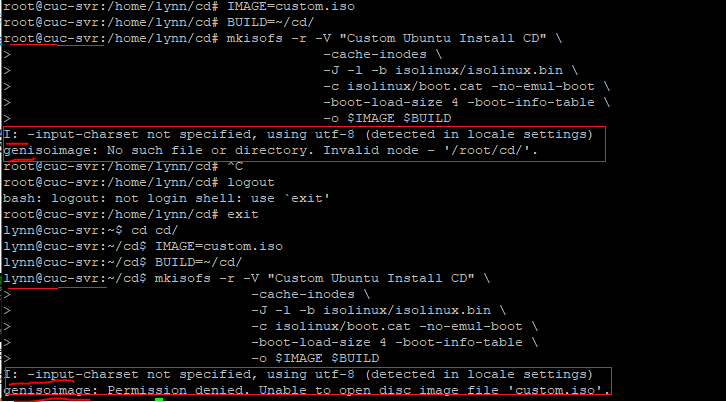 root@cuc-svr:/home/lynn/cd# IMAGE=custom.iso
root@cuc-svr:/home/lynn/cd# BUILD=~/cd/
root@cuc-svr:/home/lynn/cd# mkisofs -r -V "Custom Ubuntu Install CD" \
> -cache-inodes \
> -J -l -b isolinux/isolinux.bin \
> -c isolinux/boot.cat -no-emul-boot \
> -boot-load-size 4 -boot-info-table \
> -o $IMAGE $BUILD
I: -input-charset not specified, using utf-8 (detected in locale settings)
genisoimage: No such file or directory. Invalid node - '/root/cd/'.
root@cuc-svr:/home/lynn/cd# ^C
root@cuc-svr:/home/lynn/cd# logout
bash: logout: not login shell: use `exit'
root@cuc-svr:/home/lynn/cd# exit
lynn@cuc-svr:~$ cd cd/
lynn@cuc-svr:~/cd$ IMAGE=custom.iso
lynn@cuc-svr:~/cd$ BUILD=~/cd/
lynn@cuc-svr:~/cd$ mkisofs -r -V "Custom Ubuntu Install CD" \
> -cache-inodes \
> -J -l -b isolinux/isolinux.bin \
> -c isolinux/boot.cat -no-emul-boot \
> -boot-load-size 4 -boot-info-table \
> -o $IMAGE $BUILD
I: -input-charset not specified, using utf-8 (detected in locale settings)
genisoimage: Permission denied. Unable to open disc image file 'custom.iso'.